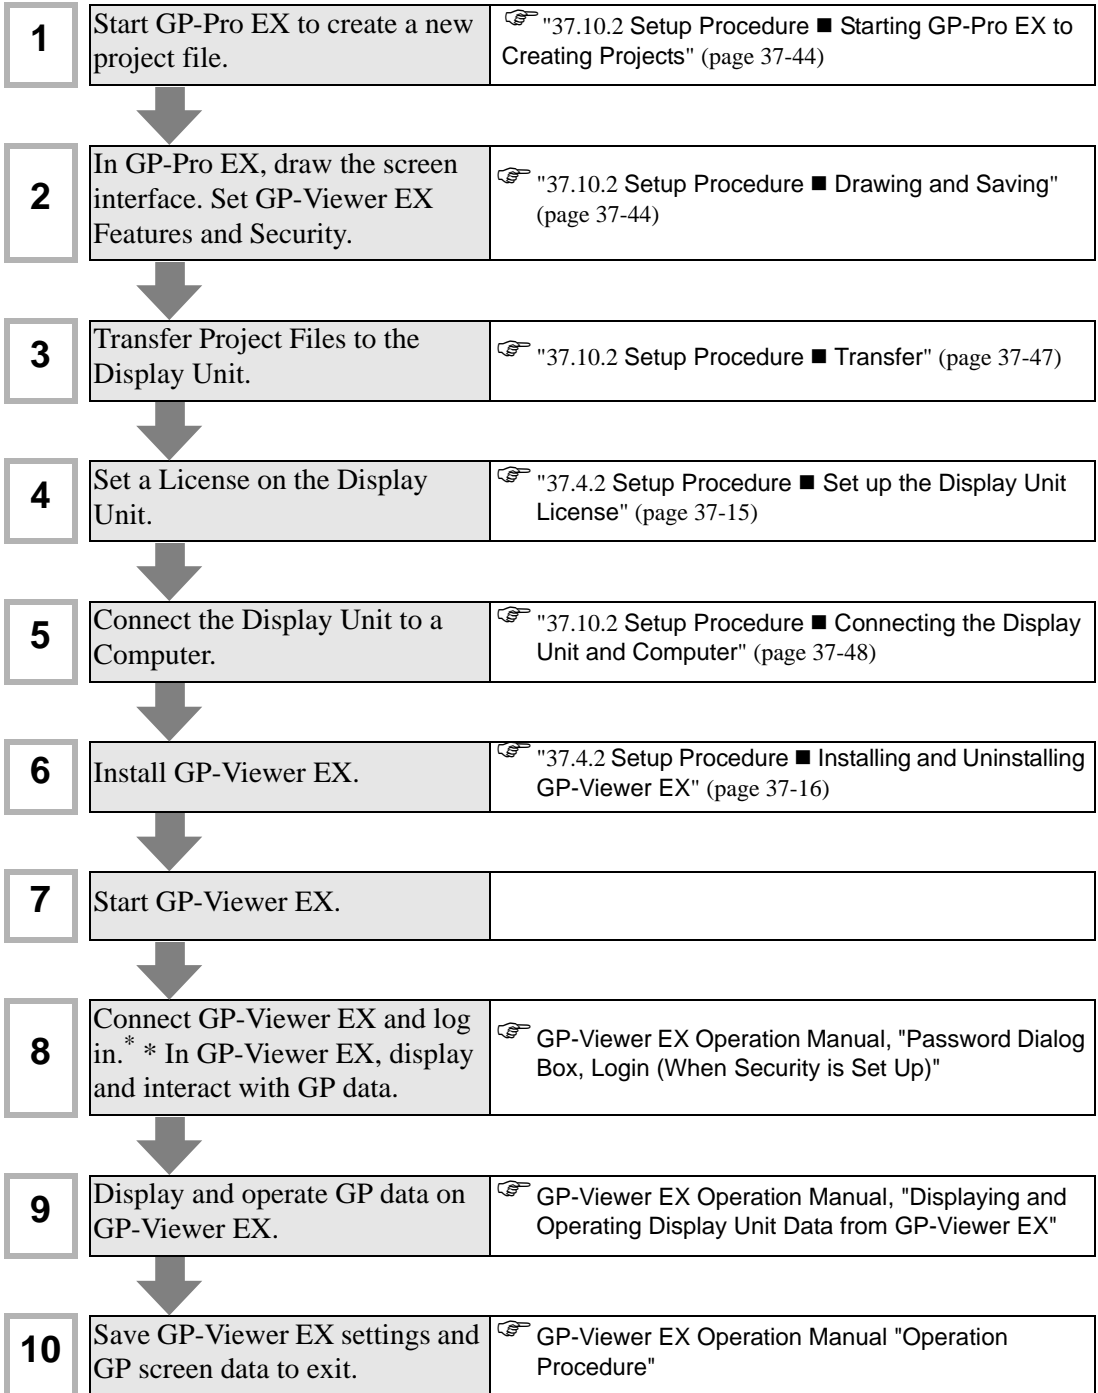 1
Start GP-Pro EX to create a new
project file.
"37.10.2 Setup Procedure ■ Starting GP-Pro EX to
Creating Projects" (page 37-44)
2
In GP-Pro EX, draw the screen
interface. Set GP-Viewer EX
Features and Security.
"37.10.2 Setup Procedure ■ Drawing and Saving"
(page 37-44)
3
Transfer Project Files to the
Display Unit.
"37.10.2 Setup Procedure ■ Transfer" (page 37-47)
4
Set a License on the Display
Unit.
"37.4.2 Setup Procedure ■ Set up the Display Unit
License" (page 37-15)
5
Connect the Display Unit to a
Computer.
"37.10.2 Setup Procedure ■ Connecting the Display
Unit and Computer" (page 37-48)
6
Install GP-Viewer EX.
"37.4.2 Setup Procedure ■ Installing and Uninstalling
GP-Viewer EX" (page 37-16)
7
Start GP-Viewer EX.
8
Connect GP-Viewer EX and log
in.* * In GP-Viewer EX, display
and interact with GP data.
GP-Viewer EX Operation Manual, "Password Dialog
Box, Login (When Security is Set Up)"
9
Display and operate GP data on
GP-Viewer EX.
GP-Viewer EX Operation Manual, "Displaying and
Operating Display Unit Data from GP-Viewer EX"
10
Save GP-Viewer EX settings and
GP screen data to exit.
GP-Viewer EX Operation Manual "Operation
Procedure"